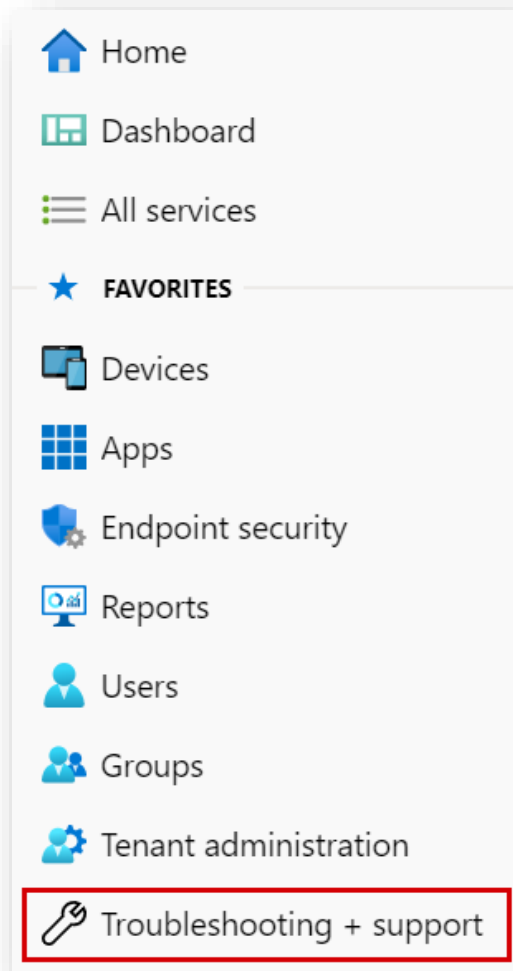 Home
Dashboard
All services
FAVORITES
Devices
Apps
Endpoint security
Reports
Users
Groups
Tenant administration
Troubleshooting + support